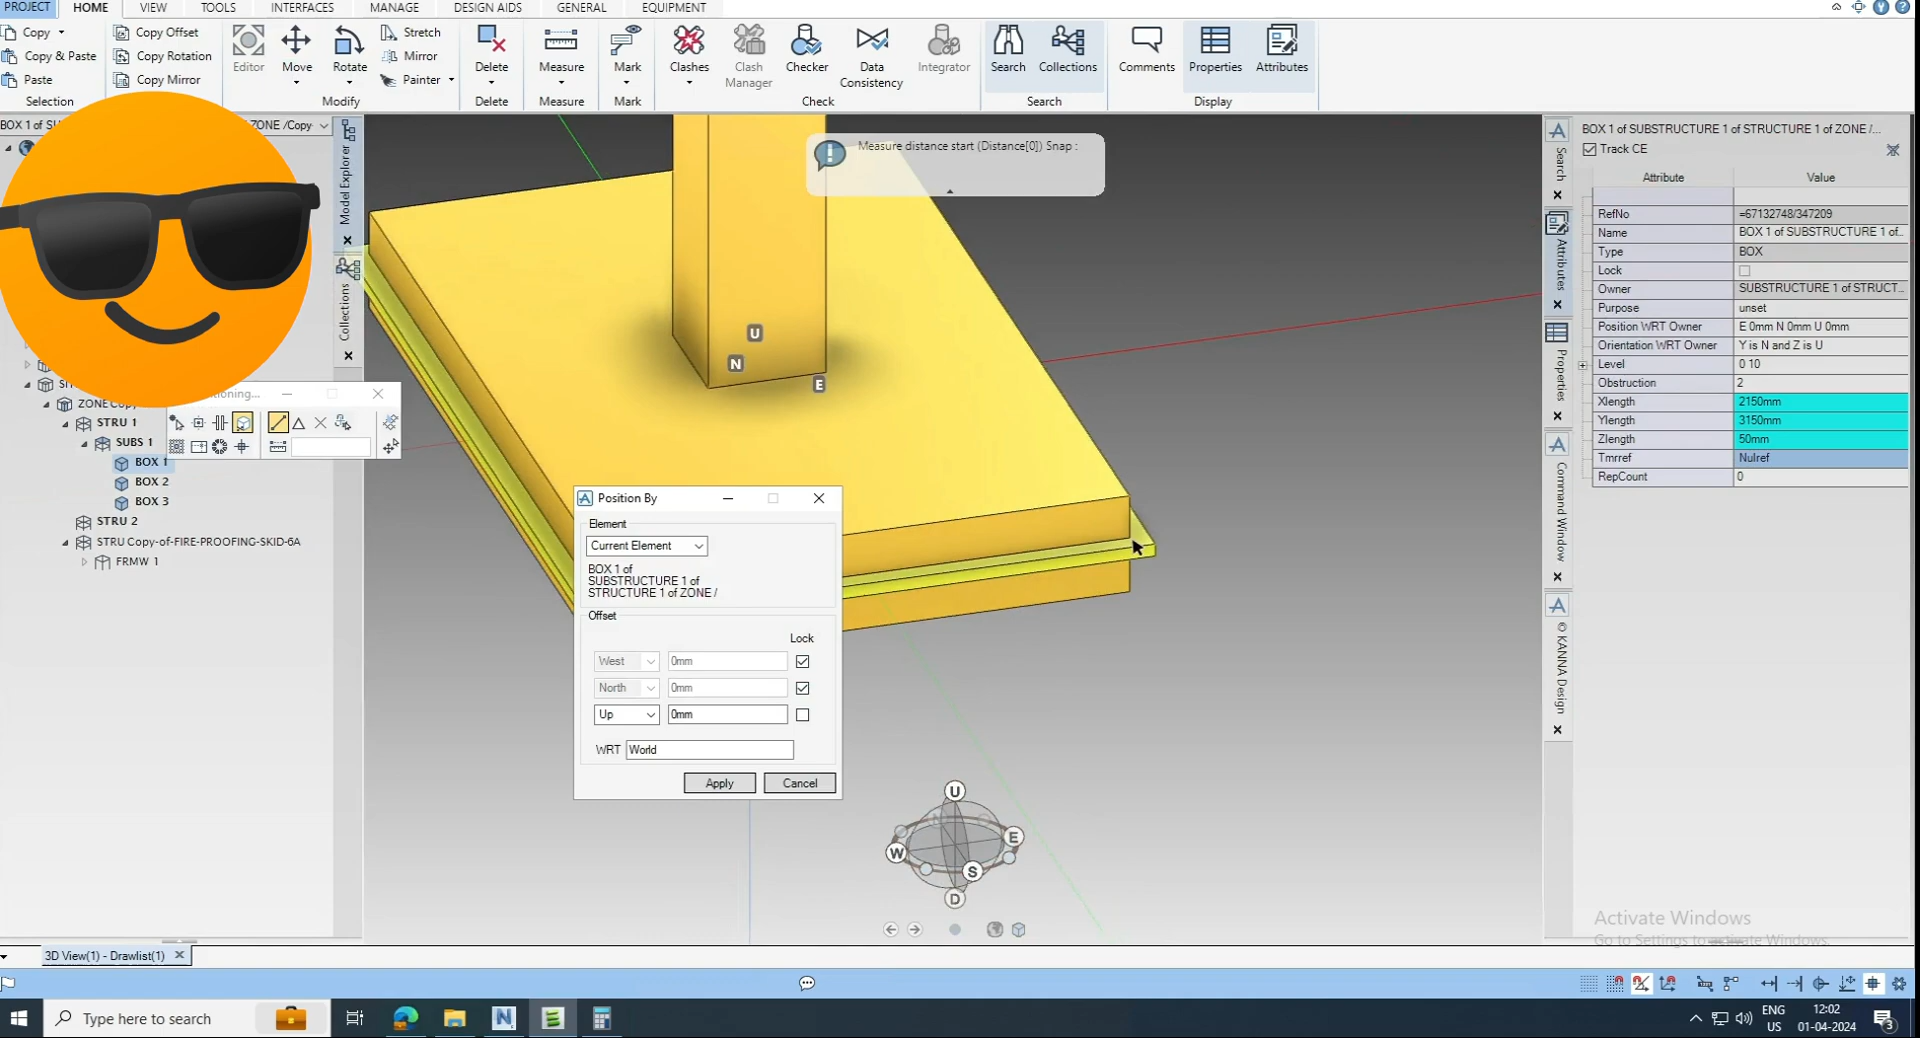 PROJECT HOME VIEW TOOLS INTERFACES MANAGE DESIGN AIDS GENERAL EQUIPMENT
Copy
Copy & Paste
Paste
Selection
Copy Offset
Copy Rotation
Copy Mirror
Editor
Move
Rotate
Stretch
Mirror
Painter
Modify
Delete
Delete
Measure
Measure
Mark
Mark
Clashes
Clash Manager
Checker
Data Consistency
Integrator
Check
Search
Collections
Search
Comments
Properties
Attributes
Display
ZONE /Copy
Model Explorer
Collections
STRU 1
SUBS 1
BOX 1
BOX 2
BOX 3
STRU 2
STRU Copy-of-FIRE-PROOFING-SKID-6A
FRMW 1
Measure distance start (Distance[0]) Snap :
U
N
E
Position By
Element
Current Element
BOX 1 of
SUBSTRUCTURE 1 of
STRUCTURE 1 of ZONE /
Offset
Lock
West 0mm
North 0mm
Up 0mm
WRT World
Apply Cancel
U
E
W
S
D
Search
Attributes
Properties
Command Window
© KANNA Design
BOX 1 of SUBSTRUCTURE 1 of STRUCTURE 1 of ZONE /...
Track CE
Attribute Value
RefNo =67132748/347209
Name BOX 1 of SUBSTRUCTURE 1 of..
Type BOX
Lock
Owner SUBSTRUCTURE 1 of STRUCT...
Purpose unset
Position WRT Owner E 0mm N 0mm U 0mm
Orientation WRT Owner Y is N and Z is U
Level 0 10
Obstruction 2
Xlength 2150mm
Ylength 3150mm
Zlength 50mm
Tmrref Nulref
RepCount 0
Activate Windows
Go to Settings to activate Windows.
3D View(1) - Drawlist(1)
Type here to search
ENG
US
12:02
01-04-2024
3